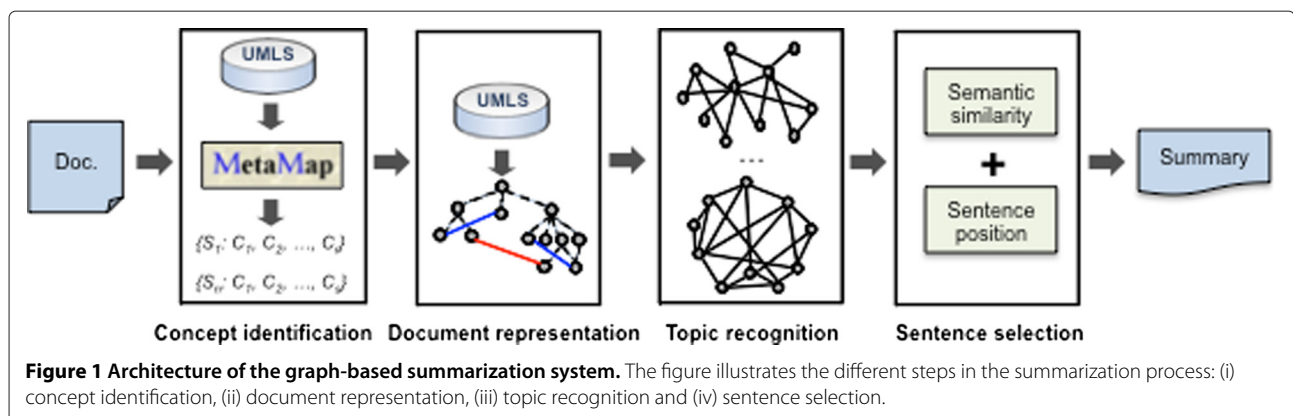 UMLS
Doc.
MetaMap
{S1: C1, C2, ..., Cd}
{Sn: C1, C2, ..., Cs}
Concept identification
UMLS
Document representation
...
Topic recognition
Semantic
similarity
+
Sentence
position
Sentence selection
Summary
Figure 1 Architecture of the graph-based summarization system. The figure illustrates the different steps in the summarization process: (i)
concept identification, (ii) document representation, (iii) topic recognition and (iv) sentence selection.